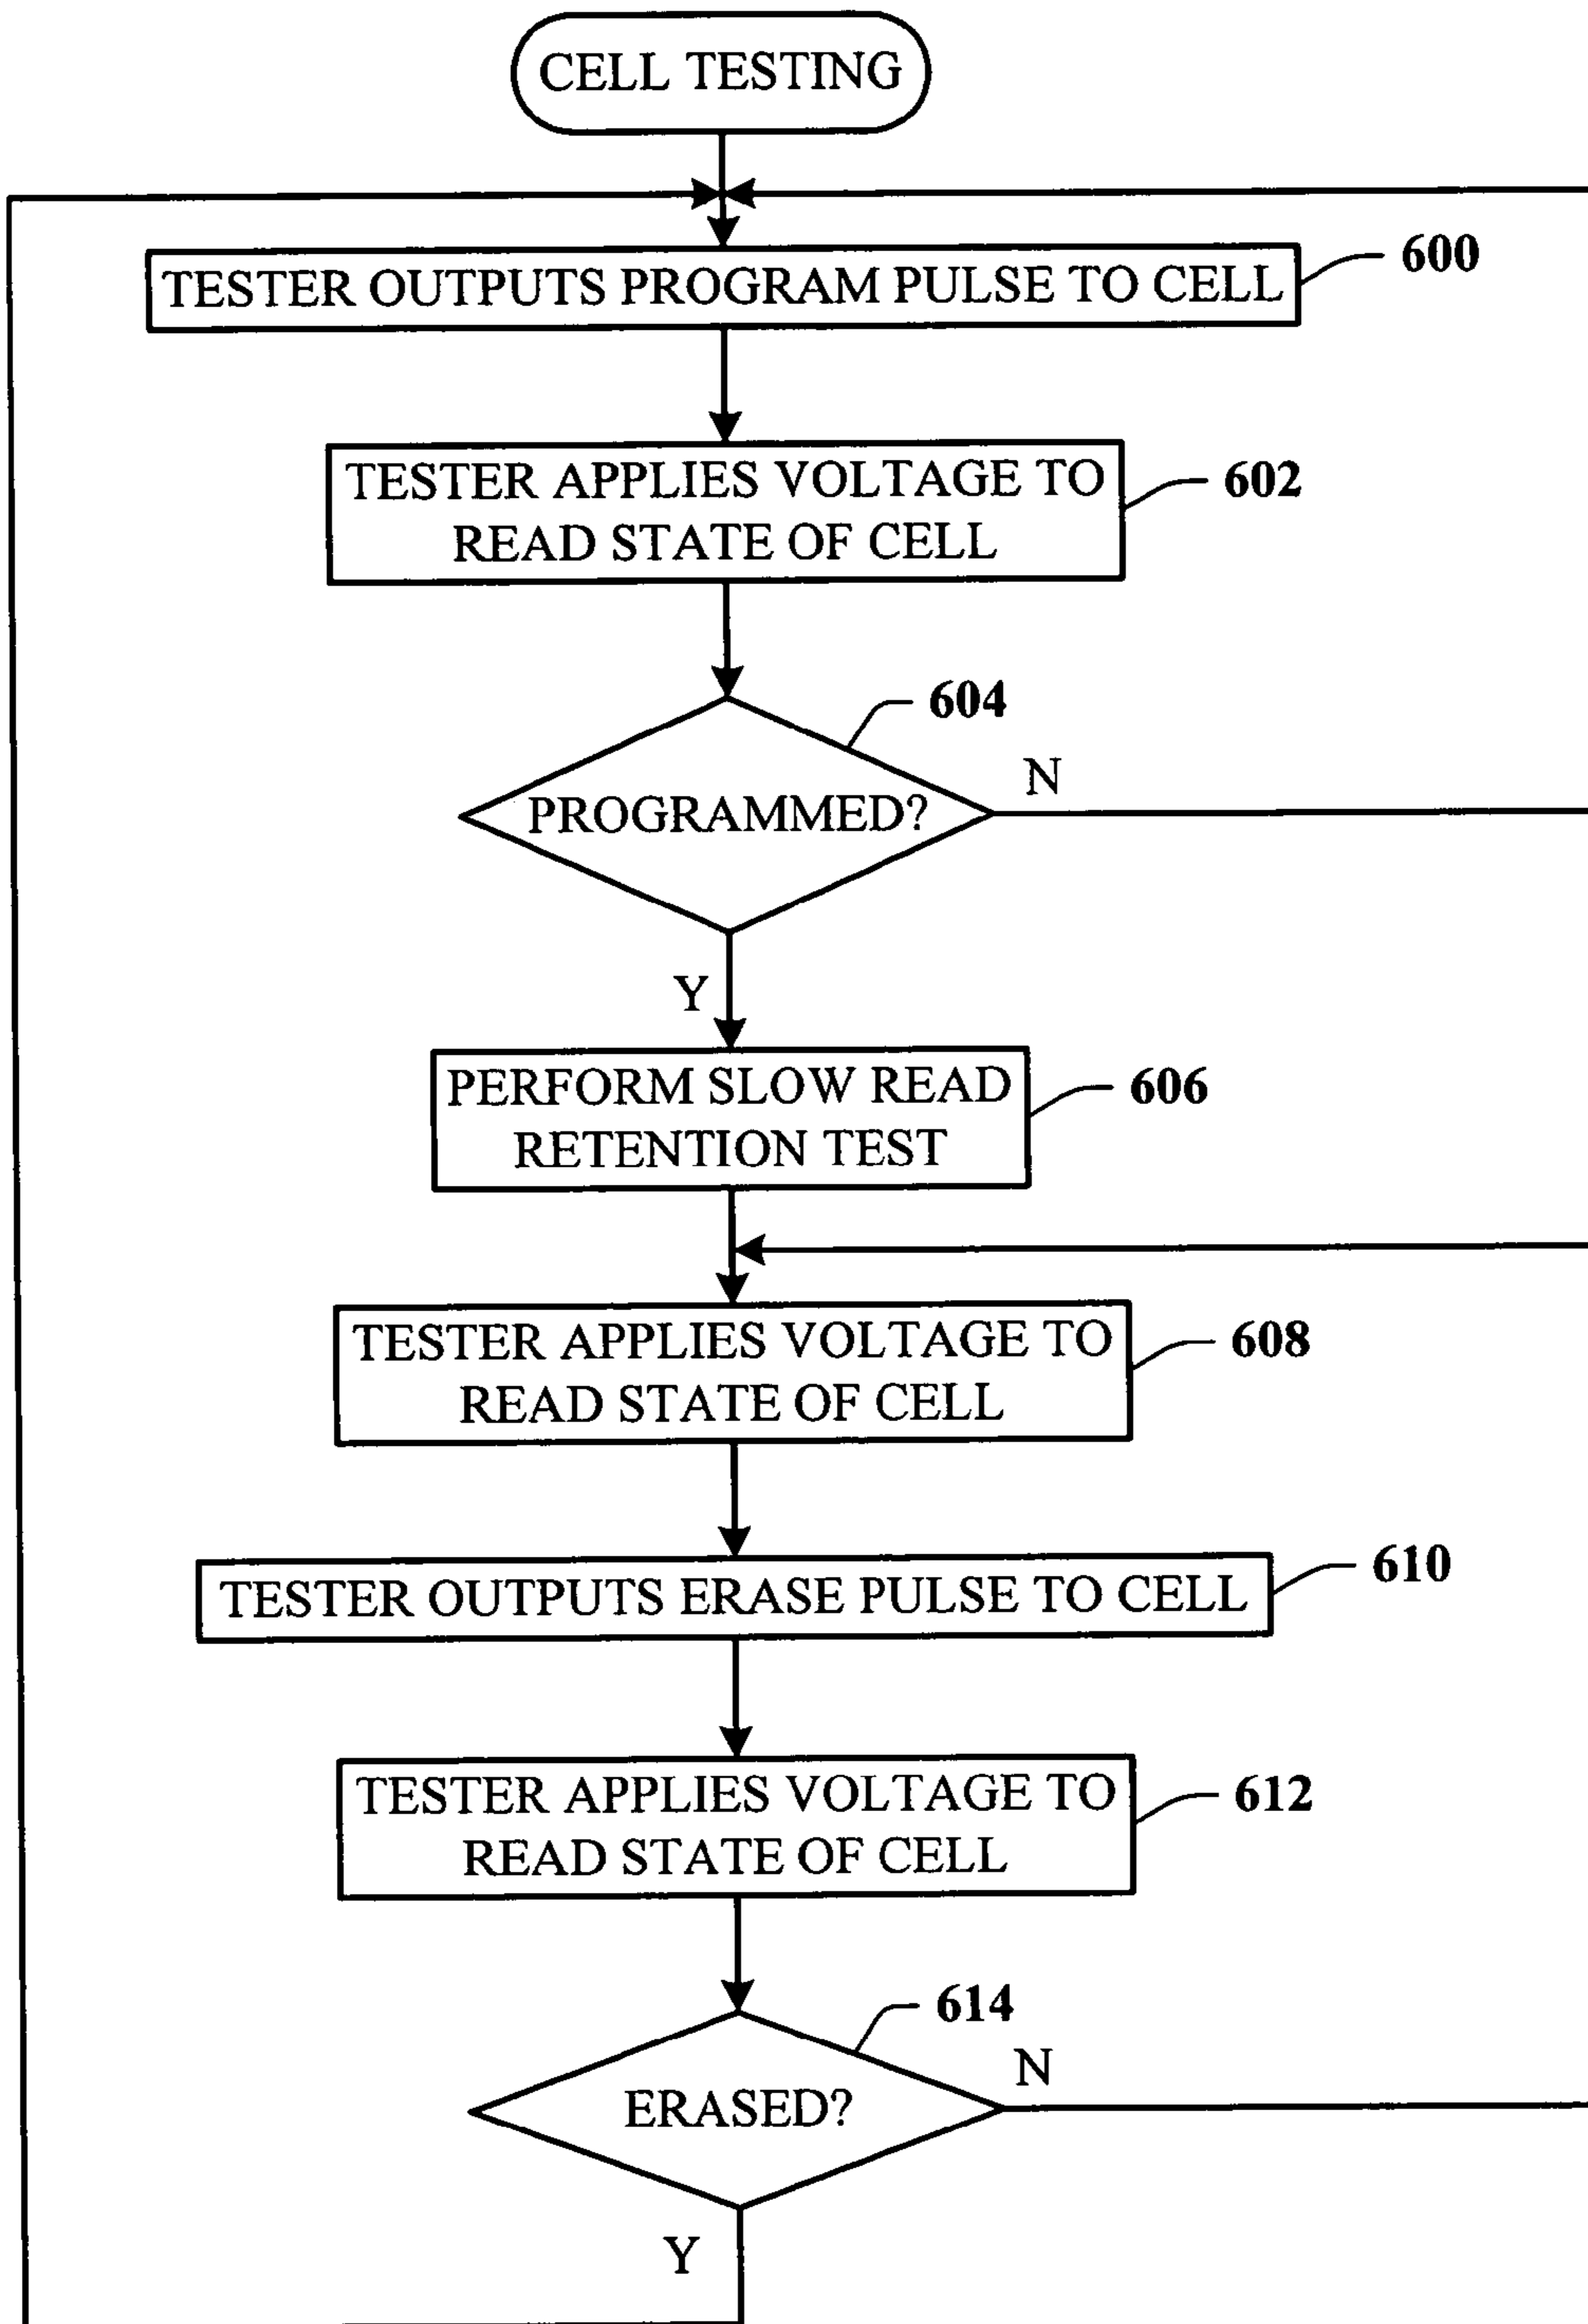 CELL TESTING
TESTER OUTPUTS PROGRAM PULSE TO CELL
600
TESTER APPLIES VOLTAGE TO
READ STATE OF CELL
602
604
PROGRAMMED?
N
Y
PERFORM SLOW READ
RETENTION TEST
606
TESTER APPLIES VOLTAGE TO
READ STATE OF CELL
608
TESTER OUTPUTS ERASE PULSE TO CELL
610
TESTER APPLIES VOLTAGE TO
READ STATE OF CELL
612
614
ERASED?
N
Y